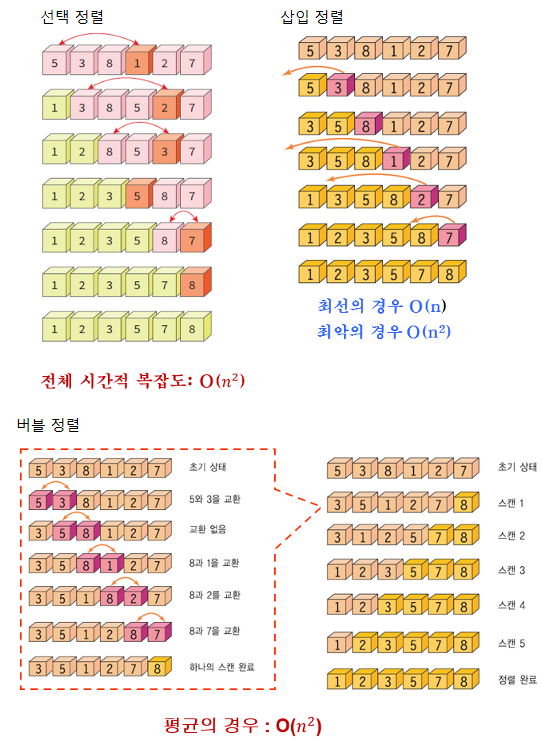 선택 정렬
5 3 8 1 2 7
1 3 8 5 2 7
1 2 8 5 3 7
1 2 3 5 8 7
1 2 3 5 8 7
1 2 3 5 7 8
1 2 3 5 7 8
전체 시간적 복잡도: O(n²)
삽입 정렬
5 3 8 1 2 7
5 3 8 1 2 7
3 5 8 1 2 7
3 5 8 1 2 7
1 3 5 8 2 7
1 2 3 5 8 7
1 2 3 5 7 8
최선의 경우 O(n)
최악의 경우 O(n²)
버블 정렬
5 3 8 1 2 7 초기 상태
5 3 8 1 2 7 5와 3을 교환
3 5 8 1 2 7 교환 없음
3 5 8 1 2 7 8과 1을 교환
3 5 1 8 2 7 8과 2를 교환
3 5 1 2 8 7 8과 7을 교환
3 5 1 2 7 8 하나의 스캔 완료
5 3 8 1 2 7 초기 상태
3 5 1 2 7 8 스캔 1
3 1 2 5 7 8 스캔 2
1 2 3 5 7 8 스캔 3
1 2 3 5 7 8 스캔 4
1 2 3 5 7 8 스캔 5
1 2 3 5 7 8 정렬 완료
평균의 경우 : O(n²)